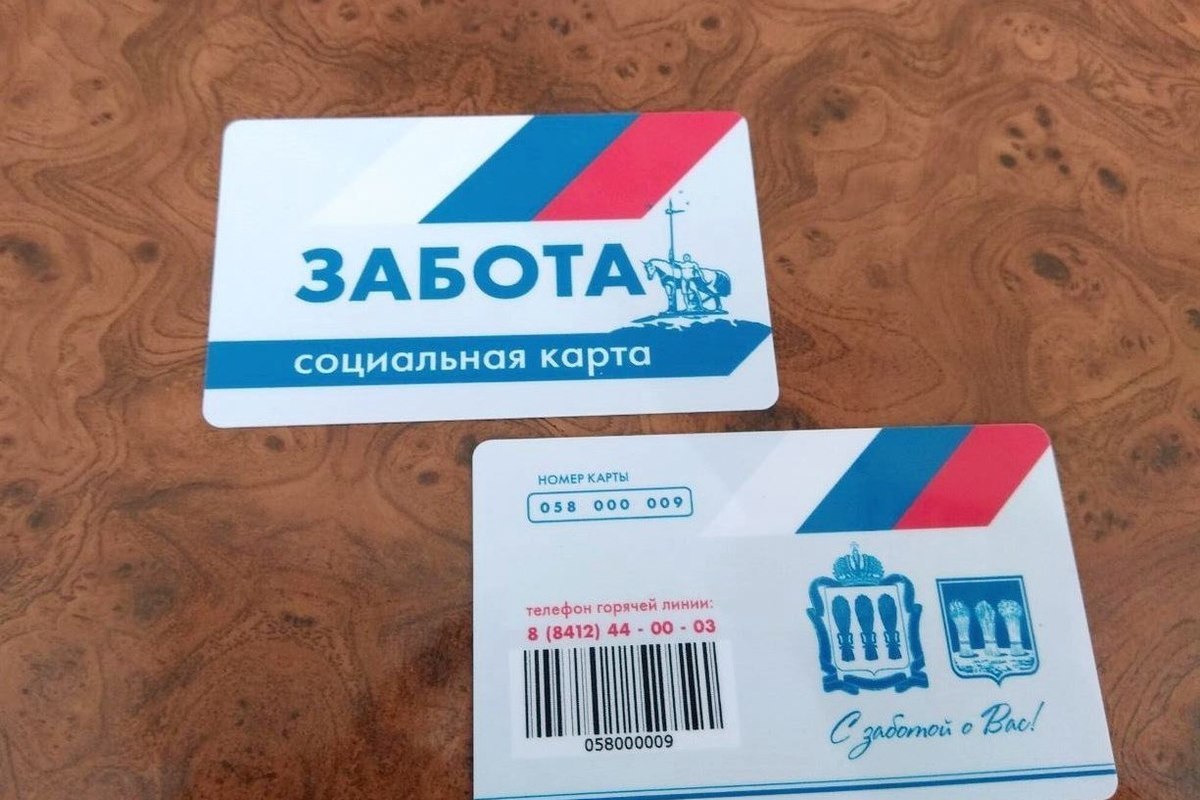 ЗАБОТА
социальная карта
НОМЕР КАРТЫ
058 000 009
телефон горячей линии:
8 (8412) 44 - 00 - 03
058000009
С заботой о Вас!